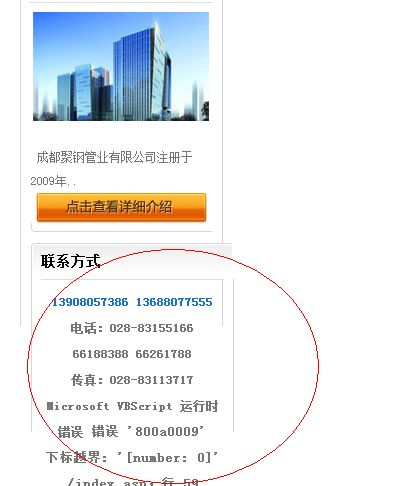 成都聚钢管业有限公司注册于
2009年..
点击查看详细介绍
联系方式
13908057386 13688077555
电话：028-83155166
66188388 66261788
传真：028-83113717
Microsoft VBScript 运行时
错误 错误 '800a0009'
下标越界: '[number: 0]'
/index.asp，行 59